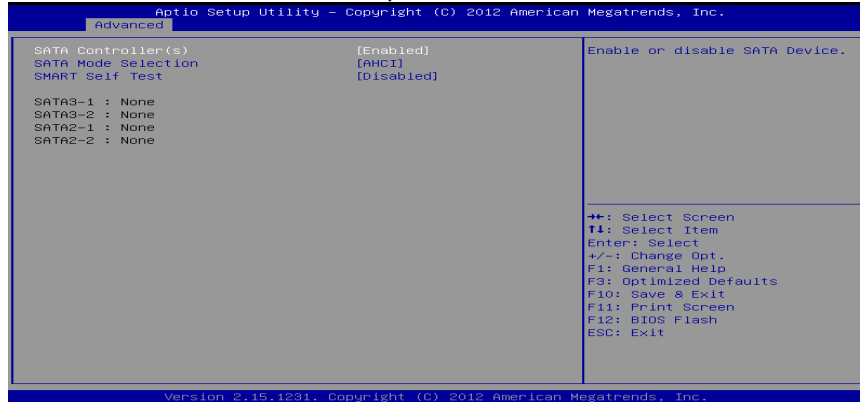 Aptio Setup Utility – Copyright (C) 2012 American Megatrends, Inc.
Advanced
SATA Controller(s) [Enabled]
SATA Mode Selection [AHCI]
SMART Self Test [Disabled]
SATA3-1 : None
SATA3-2 : None
SATA2-1 : None
SATA2-2 : None
Enable or disable SATA Device.
→←: Select Screen
↑↓: Select Item
Enter: Select
+/-: Change Opt.
F1: General Help
F3: Optimized Defaults
F10: Save & Exit
F11: Print Screen
F12: BIOS Flash
ESC: Exit
Version 2.15.1231. Copyright (C) 2012 American Megatrends, Inc.